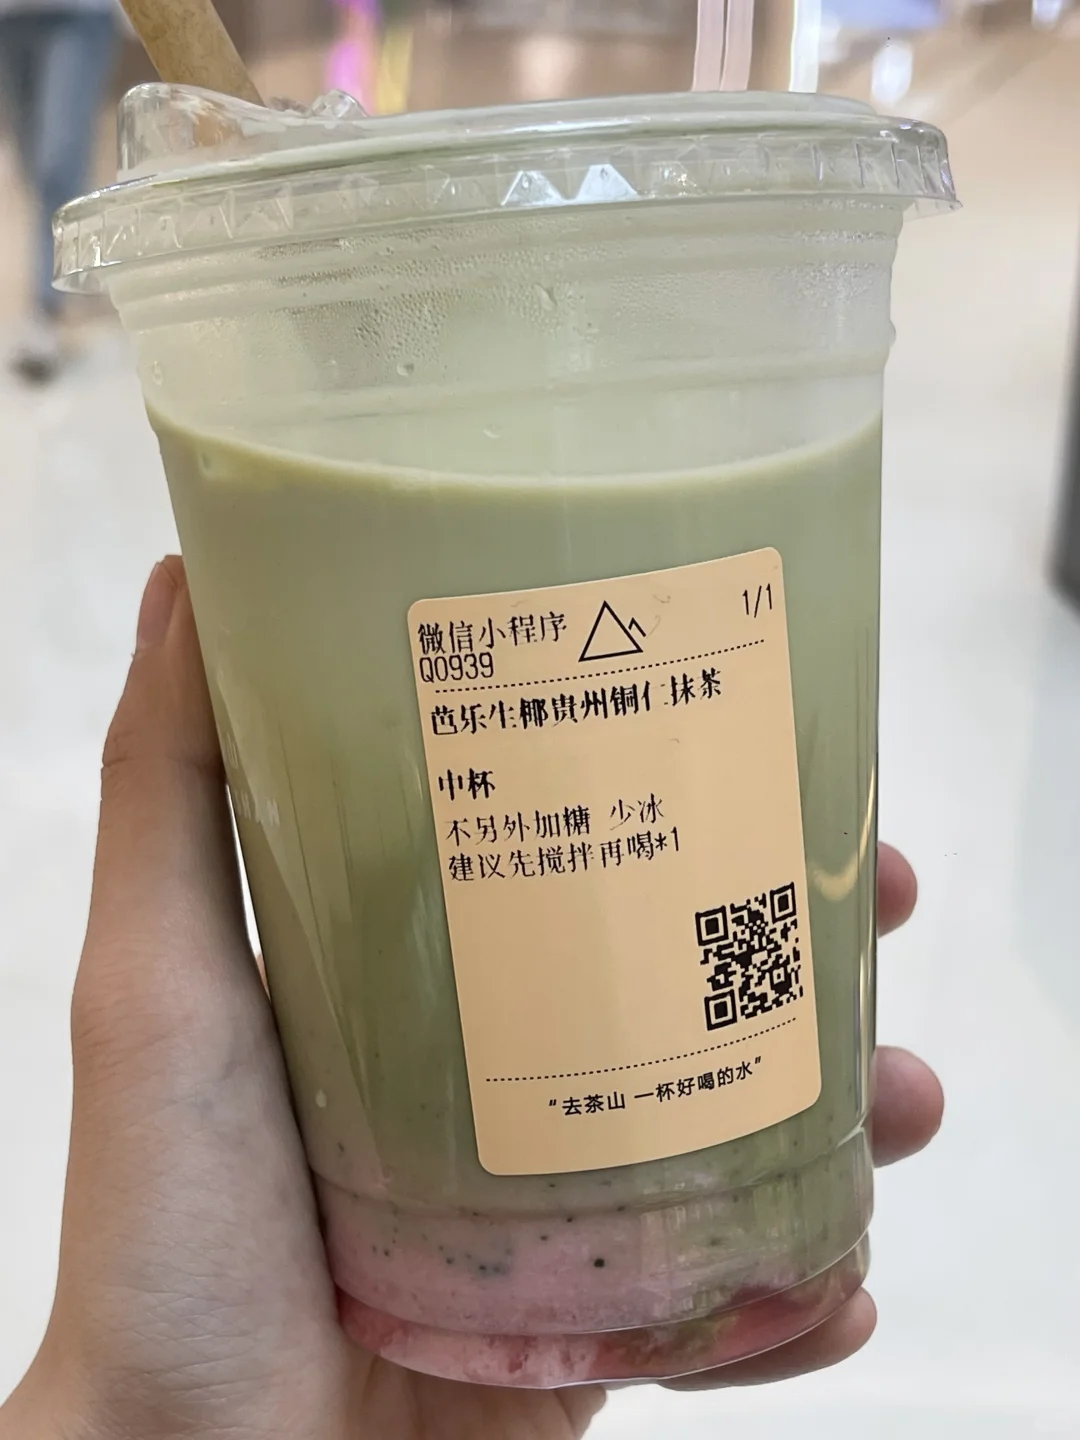 微信小程序
1/1
Q0939
芭乐生椰贵州铜仁抹茶
中杯
不另外加糖 少冰
建议先搅拌再喝*1
“去茶山 一杯好喝的水”